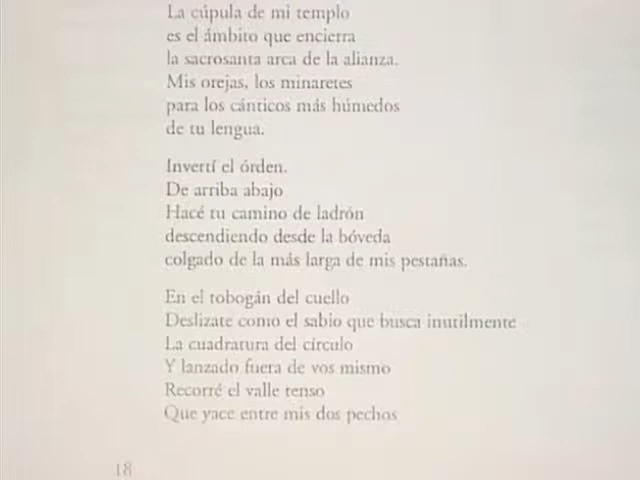 La cúpula de mi templo
es el ámbito que encierra
la sacrosanta arca de la alianza.
Mis orejas, los minaretes
para los cánticos más húmedos
de tu lengua.
Invertí el órden.
De arriba abajo
Hacé tu camino de ladrón
descendiendo desde la bóveda
colgado de la más larga de mis pestañas.
En el tobogán del cuello
Deslizate como el sabio que busca inutilmente
La cuadratura del círculo
Y lanzado fuera de vos mismo
Recorré el valle tenso
Que yace entre mis dos pechos
18